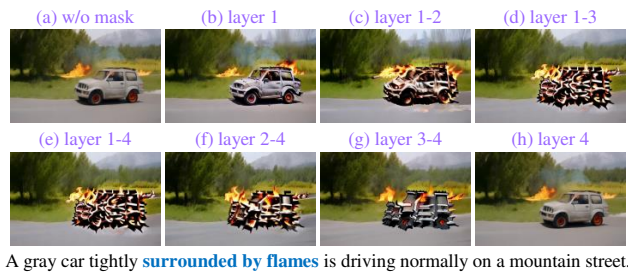 (a) w/o mask (b) layer 1 (c) layer 1-2 (d) layer 1-3
(e) layer 1-4 (f) layer 2-4 (g) layer 3-4 (h) layer 4
A gray car tightly surrounded by flames is driving normally on a mountain street.